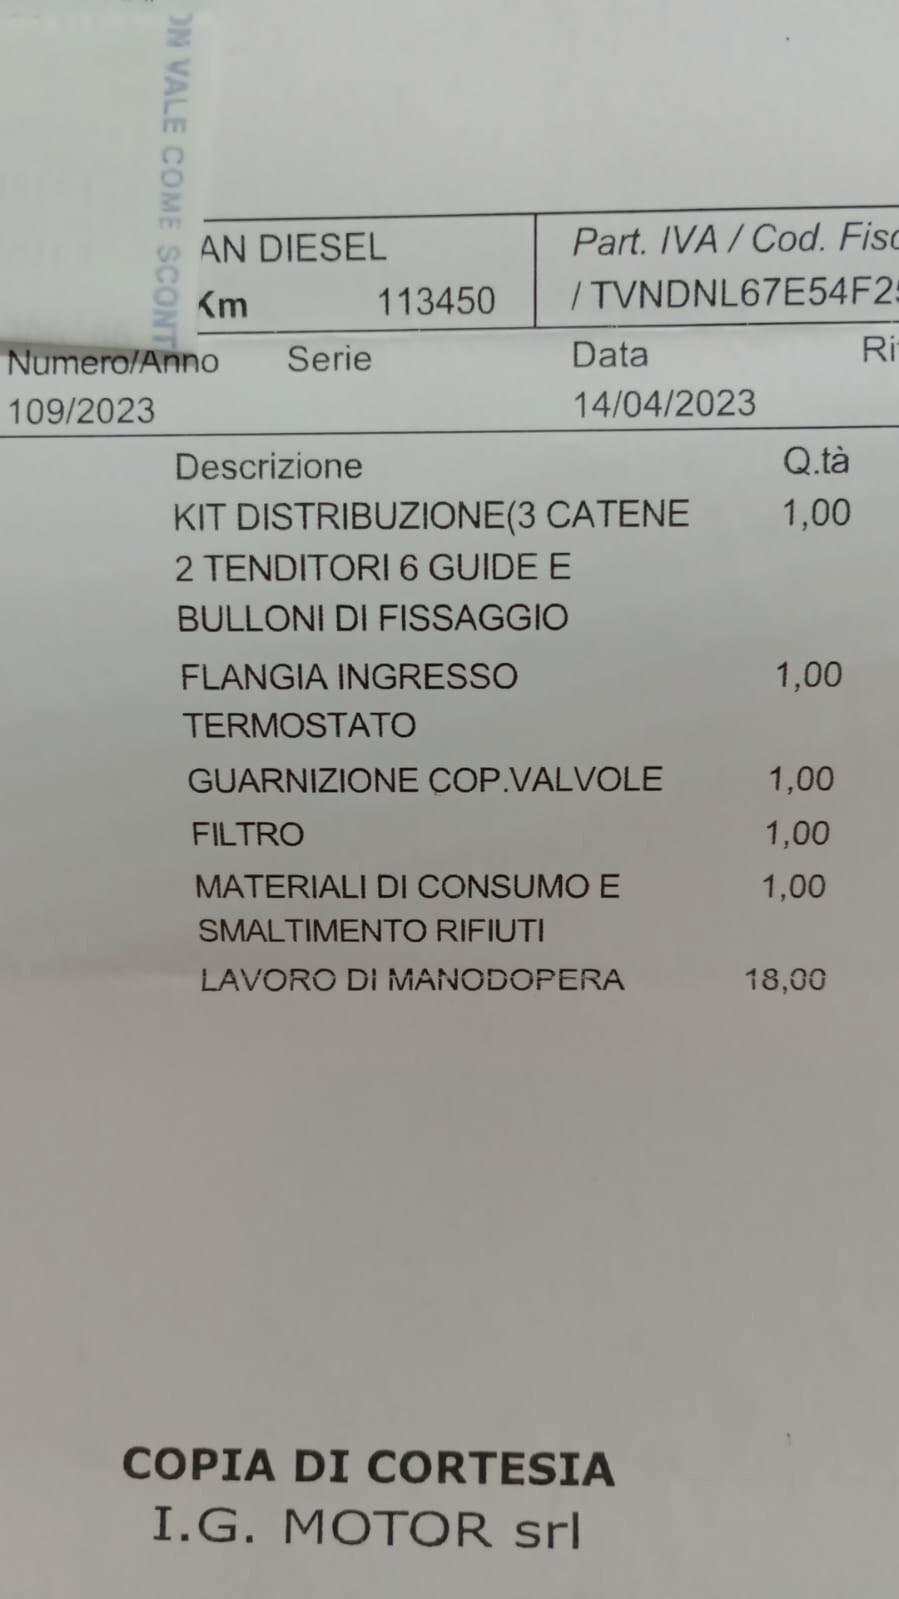 VALE COME
AN DIESEL
Part. IVA / Cod.
Km 113450
/ TVNDNL67E54F2
Numero/Anno Serie Data
109/2023 14/04/2023
Descrizione Q.tà
KIT DISTRIBUZIONE(3 CATENE 1,00
2 TENDITORI 6 GUIDE E
BULLONI DI FISSAGGIO
FLANGIA INGRESSO 1,00
TERMOSTATO
GUARNIZIONE COP.VALVOLE 1,00
FILTRO 1,00
MATERIALI DI CONSUMO E 1,00
SMALTIMENTO RIFIUTI
LAVORO DI MANODOPERA 18,00
COPIA DI CORTESIA
I.G. MOTOR srl